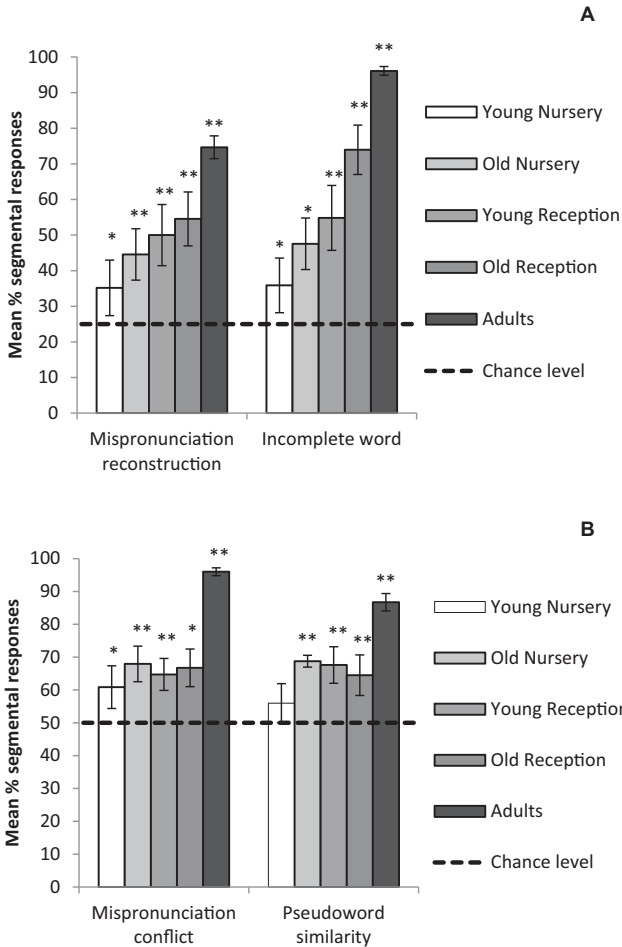 A
Mean % segmental responses
100
90
80
70
60
50
40
30
20
10
0
* ** ** ** **
* * ** ** **
Mispronunciation
reconstruction
Incomplete word
Young Nursery
Old Nursery
Young Reception
Old Reception
Adults
Chance level
B
Mean % segmental responses
100
90
80
70
60
50
40
30
20
10
0
* ** ** * **
** ** ** **
Mispronunciation
conflict
Pseudoword
similarity
Young Nursery
Old Nursery
Young Reception
Old Reception
Adults
Chance level